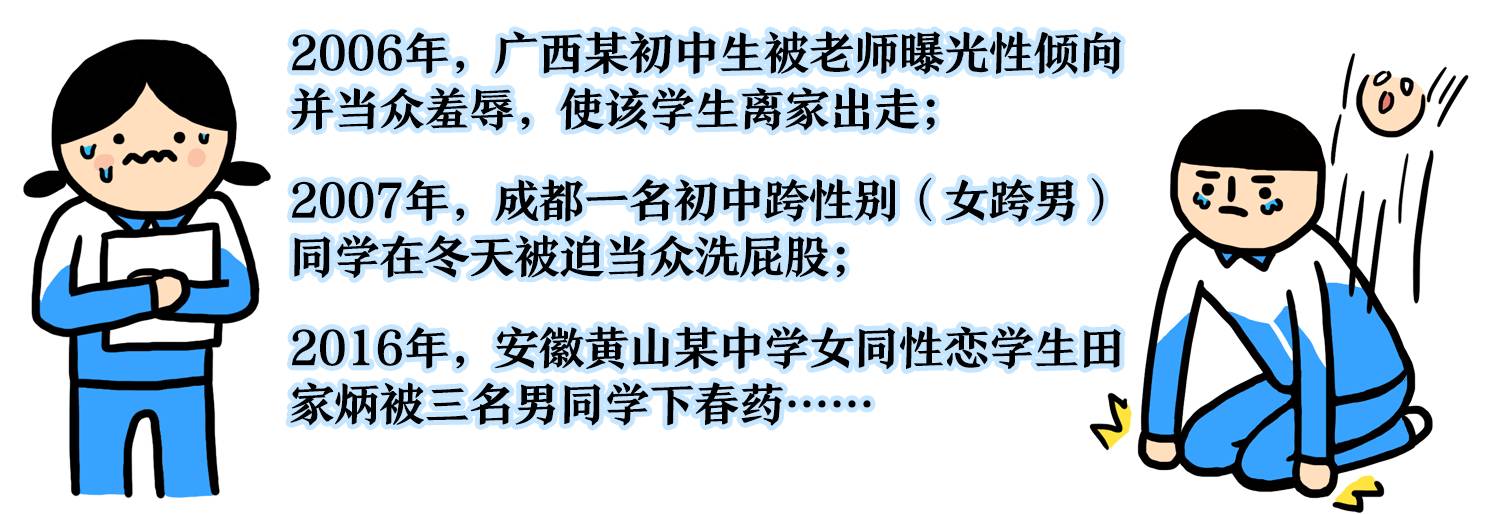 2006年，广西某初中生被老师曝光性倾向
并当众羞辱，使该学生离家出走；
2007年，成都一名初中跨性别（女跨男）
同学在冬天被迫当众洗屁股；
2016年，安徽黄山某中学女同性恋学生田
家炳被三名男同学下春药……